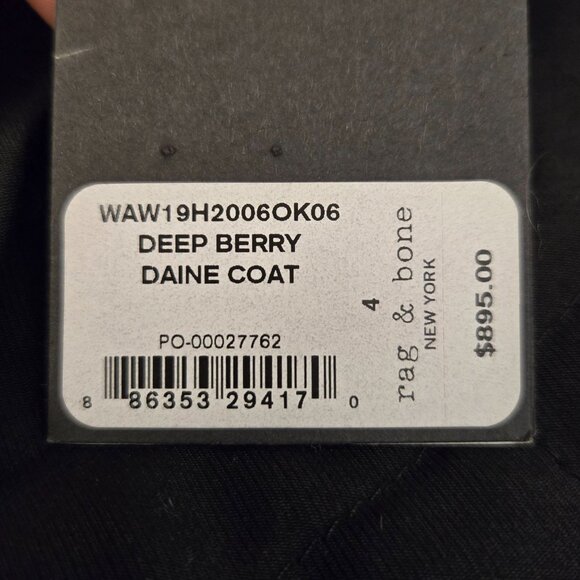 WAW19H2006OK06
DEEP BERRY
DAINE COAT
PO-00027762
8 86353 29417 0
4
rag & bone
NEW YORK
$895.00